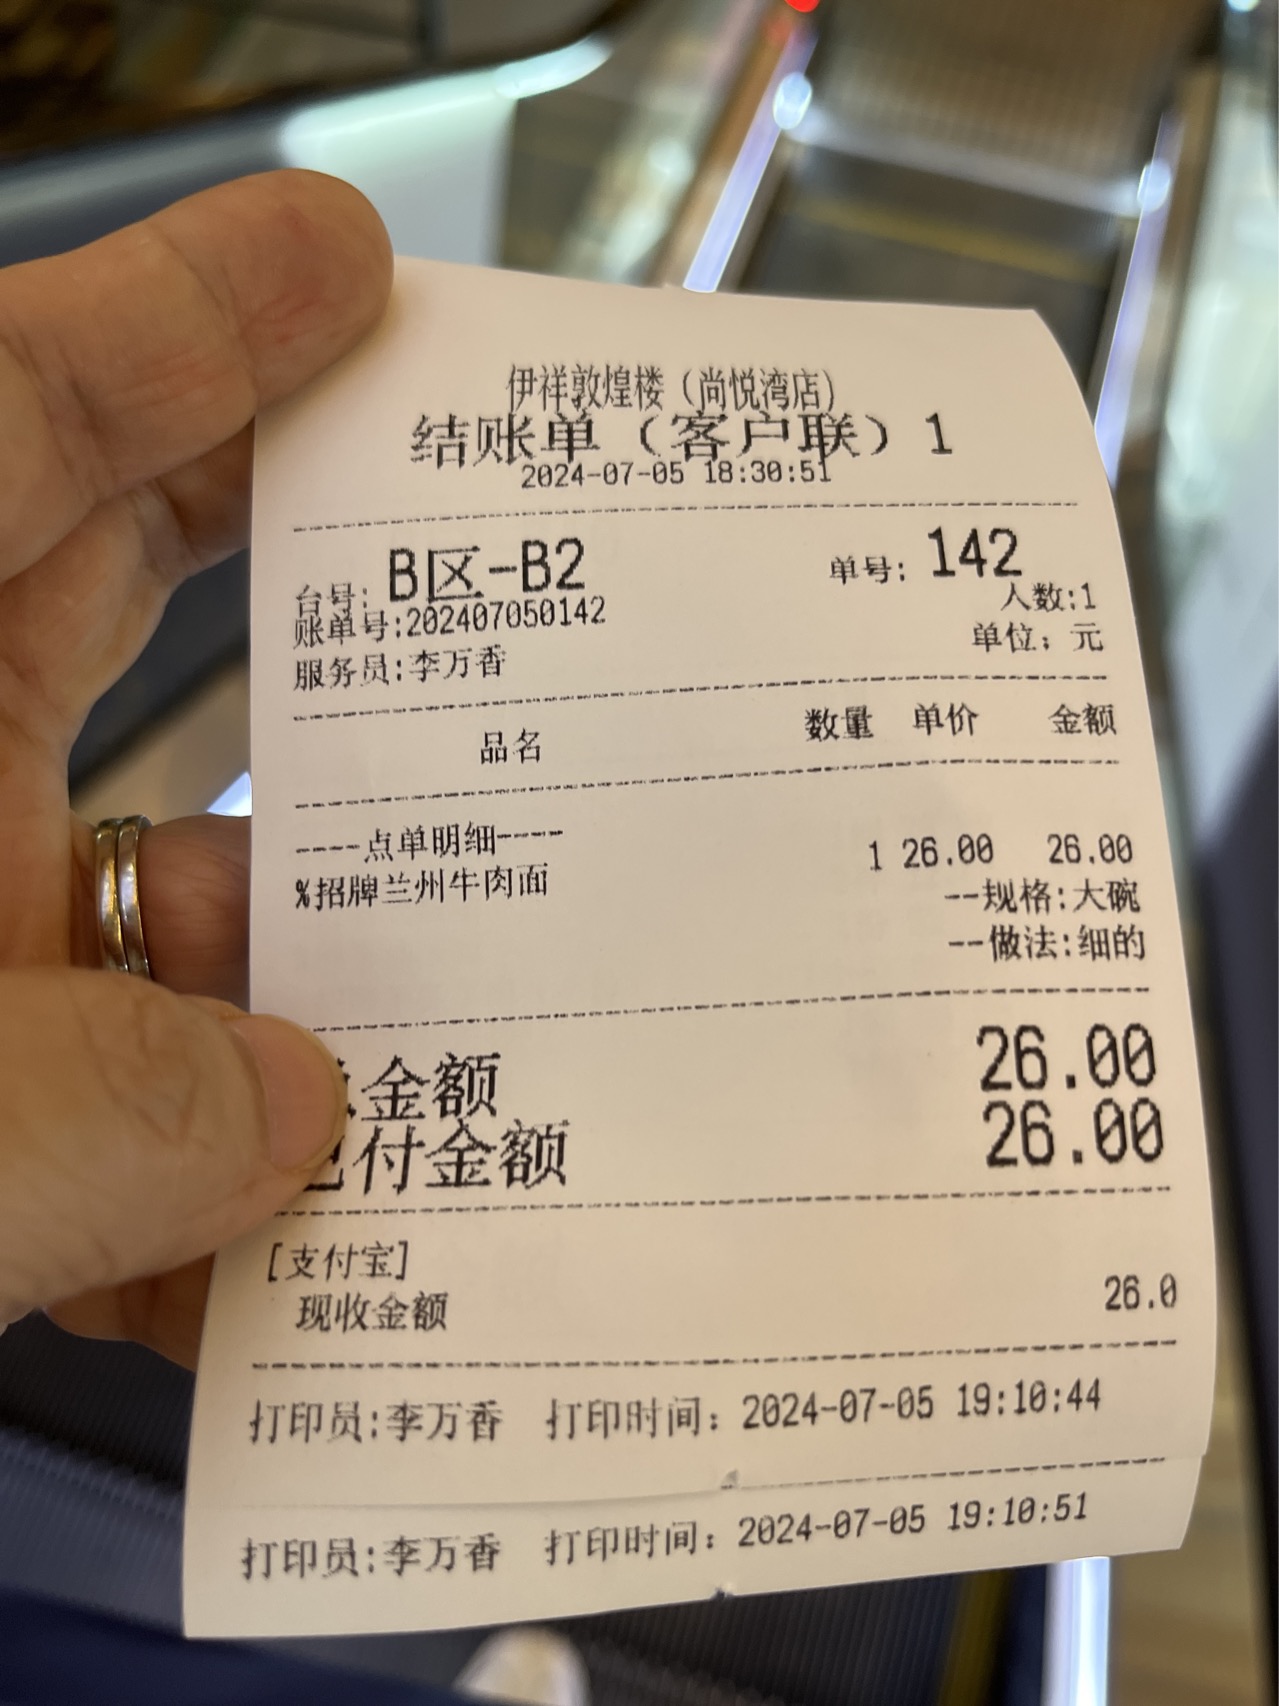 伊祥敦煌楼（尚悦湾店）
结账单（客户联）1
2024-07-05 18:30:51
台号: B区-B2 单号: 142
人数:1
账单号:202407050142
单位: 元
服务员:李万香
品名 数量 单价 金额
----点单明细----
%招牌兰州牛肉面 1 26.00 26.00
--规格:大碗
--做法:细的
金额 26.00
付金额 26.00
[支付宝]
现收金额 26.0
打印员:李万香 打印时间: 2024-07-05 19:10:44
打印员:李万香 打印时间: 2024-07-05 19:10:51